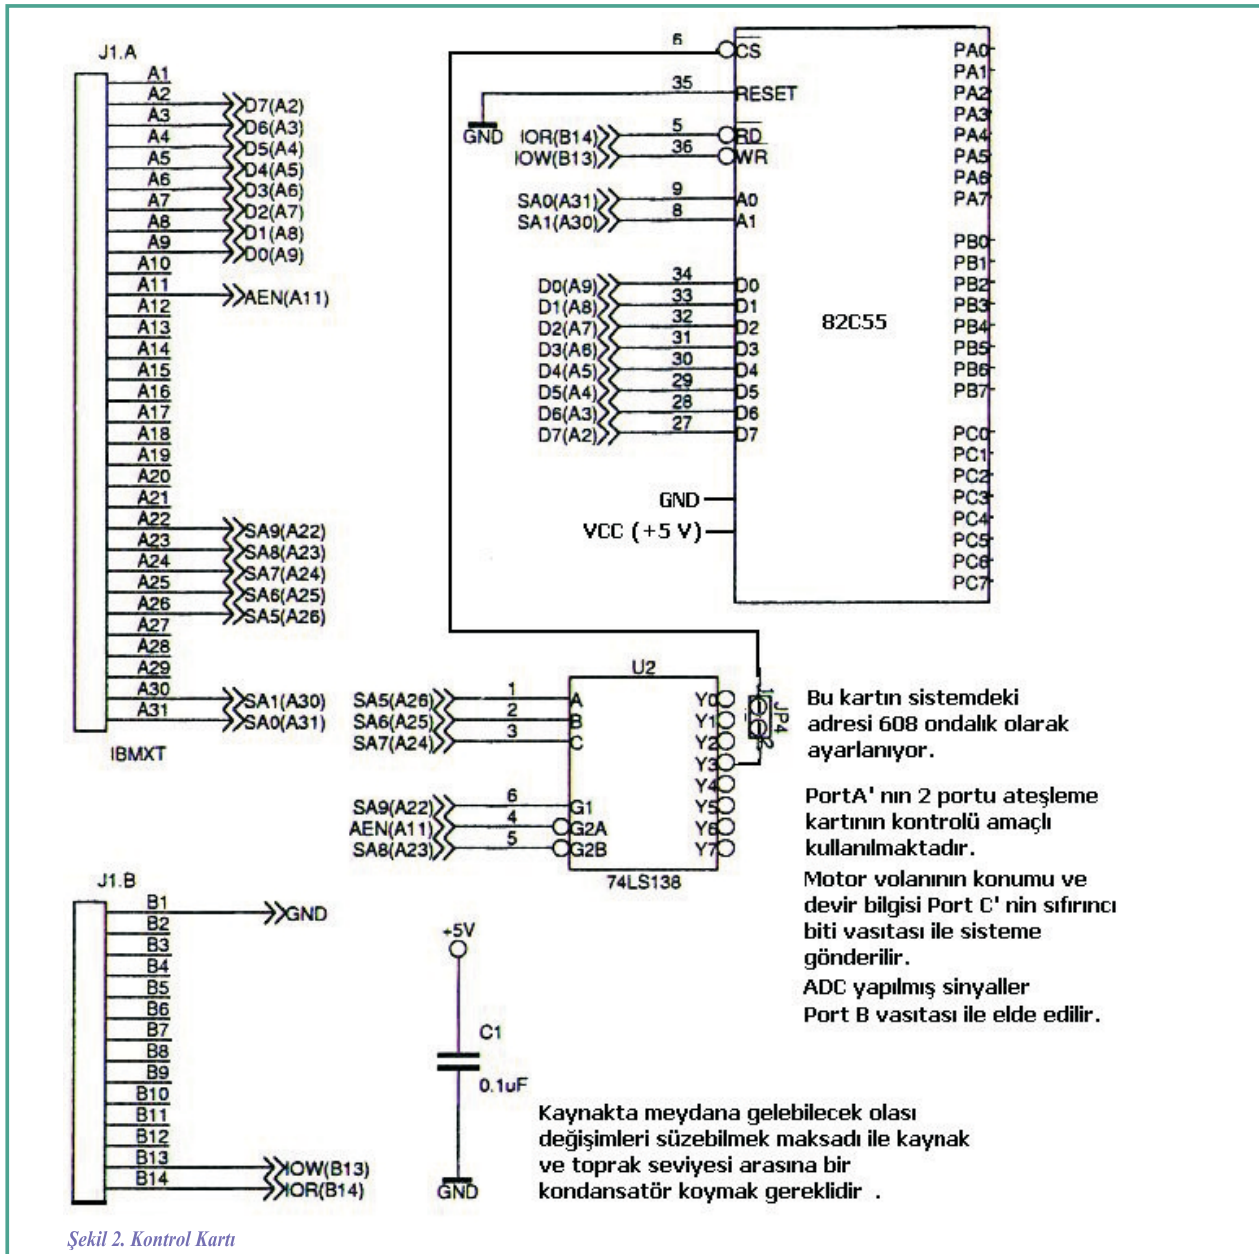 J1.A
A1
A2
A3
A4
A5
A6
A7
A8
A9
A10
A11
A12
A13
A14
A15
A16
A17
A18
A19
A20
A21
A22
A23
A24
A25
A26
A27
A28
A29
A30
A31
D7(A2)
D6(A3)
D5(A4)
D4(A5)
D3(A6)
D2(A7)
D1(A8)
D0(A9)
AEN(A11)
SA9(A22)
SA8(A23)
SA7(A24)
SA6(A25)
SA5(A26)
SA1(A30)
SA0(A31)
IBMXT
6 CS
35 RESET
GND
IOR(B14) 5 RD
IOW(B13) 36 WR
SA0(A31) 9 A0
SA1(A30) 8 A1
D0(A9) 34 D0
D1(A8) 33 D1
D2(A7) 32 D2
D3(A6) 31 D3
D4(A5) 30 D4
D5(A4) 29 D5
D6(A3) 28 D6
D7(A2) 27 D7
GND
VCC (+5 V)
82C55
PA0
PA1
PA2
PA3
PA4
PA5
PA6
PA7
PB0
PB1
PB2
PB3
PB4
PB5
PB6
PB7
PC0
PC1
PC2
PC3
PC4
PC5
PC6
PC7
U2
SA5(A26) 1 A
SA6(A25) 2 B
SA7(A24) 3 C
SA9(A22) 6 G1
AEN(A11) 4 G2A
SA8(A23) 5 G2B
Y0
Y1
Y2
Y3
Y4
Y5
Y6
Y7
74LS138
1
2
JP4
Bu kartın sistemdeki
adresi 608 ondalık olarak
ayarlanıyor.
PortA' nın 2 portu ateşleme
kartının kontrolü amaçlı
kullanılmaktadır.
Motor volanının konumu ve
devir bilgisi Port C' nin sıfırıncı
biti vasıtası ile sisteme
gönderilir.
ADC yapılmış sinyaller
Port B vasıtası ile elde edilir.
J1.B
B1
B2
B3
B4
B5
B6
B7
B8
B9
B10
B11
B12
B13
B14
GND
IOW(B13)
IOR(B14)
+5V
C1
0.1uF
GND
Kaynakta meydana gelebilecek olası
değişimleri süzebilmek maksadı ile kaynak
ve toprak seviyesi arasına bir
kondansatör koymak gereklidir .
Şekil 2. Kontrol Kartı